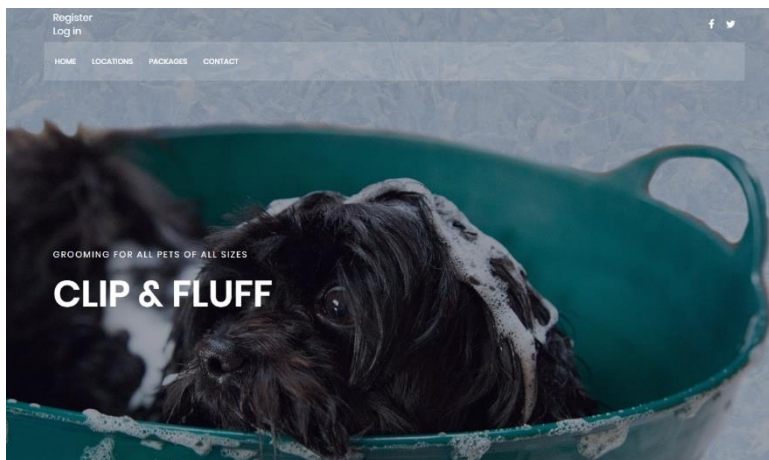 Register
Log in
HOME LOCATIONS PACKAGES CONTACT
GROOMING FOR ALL PETS OF ALL SIZES
CLIP & FLUFF